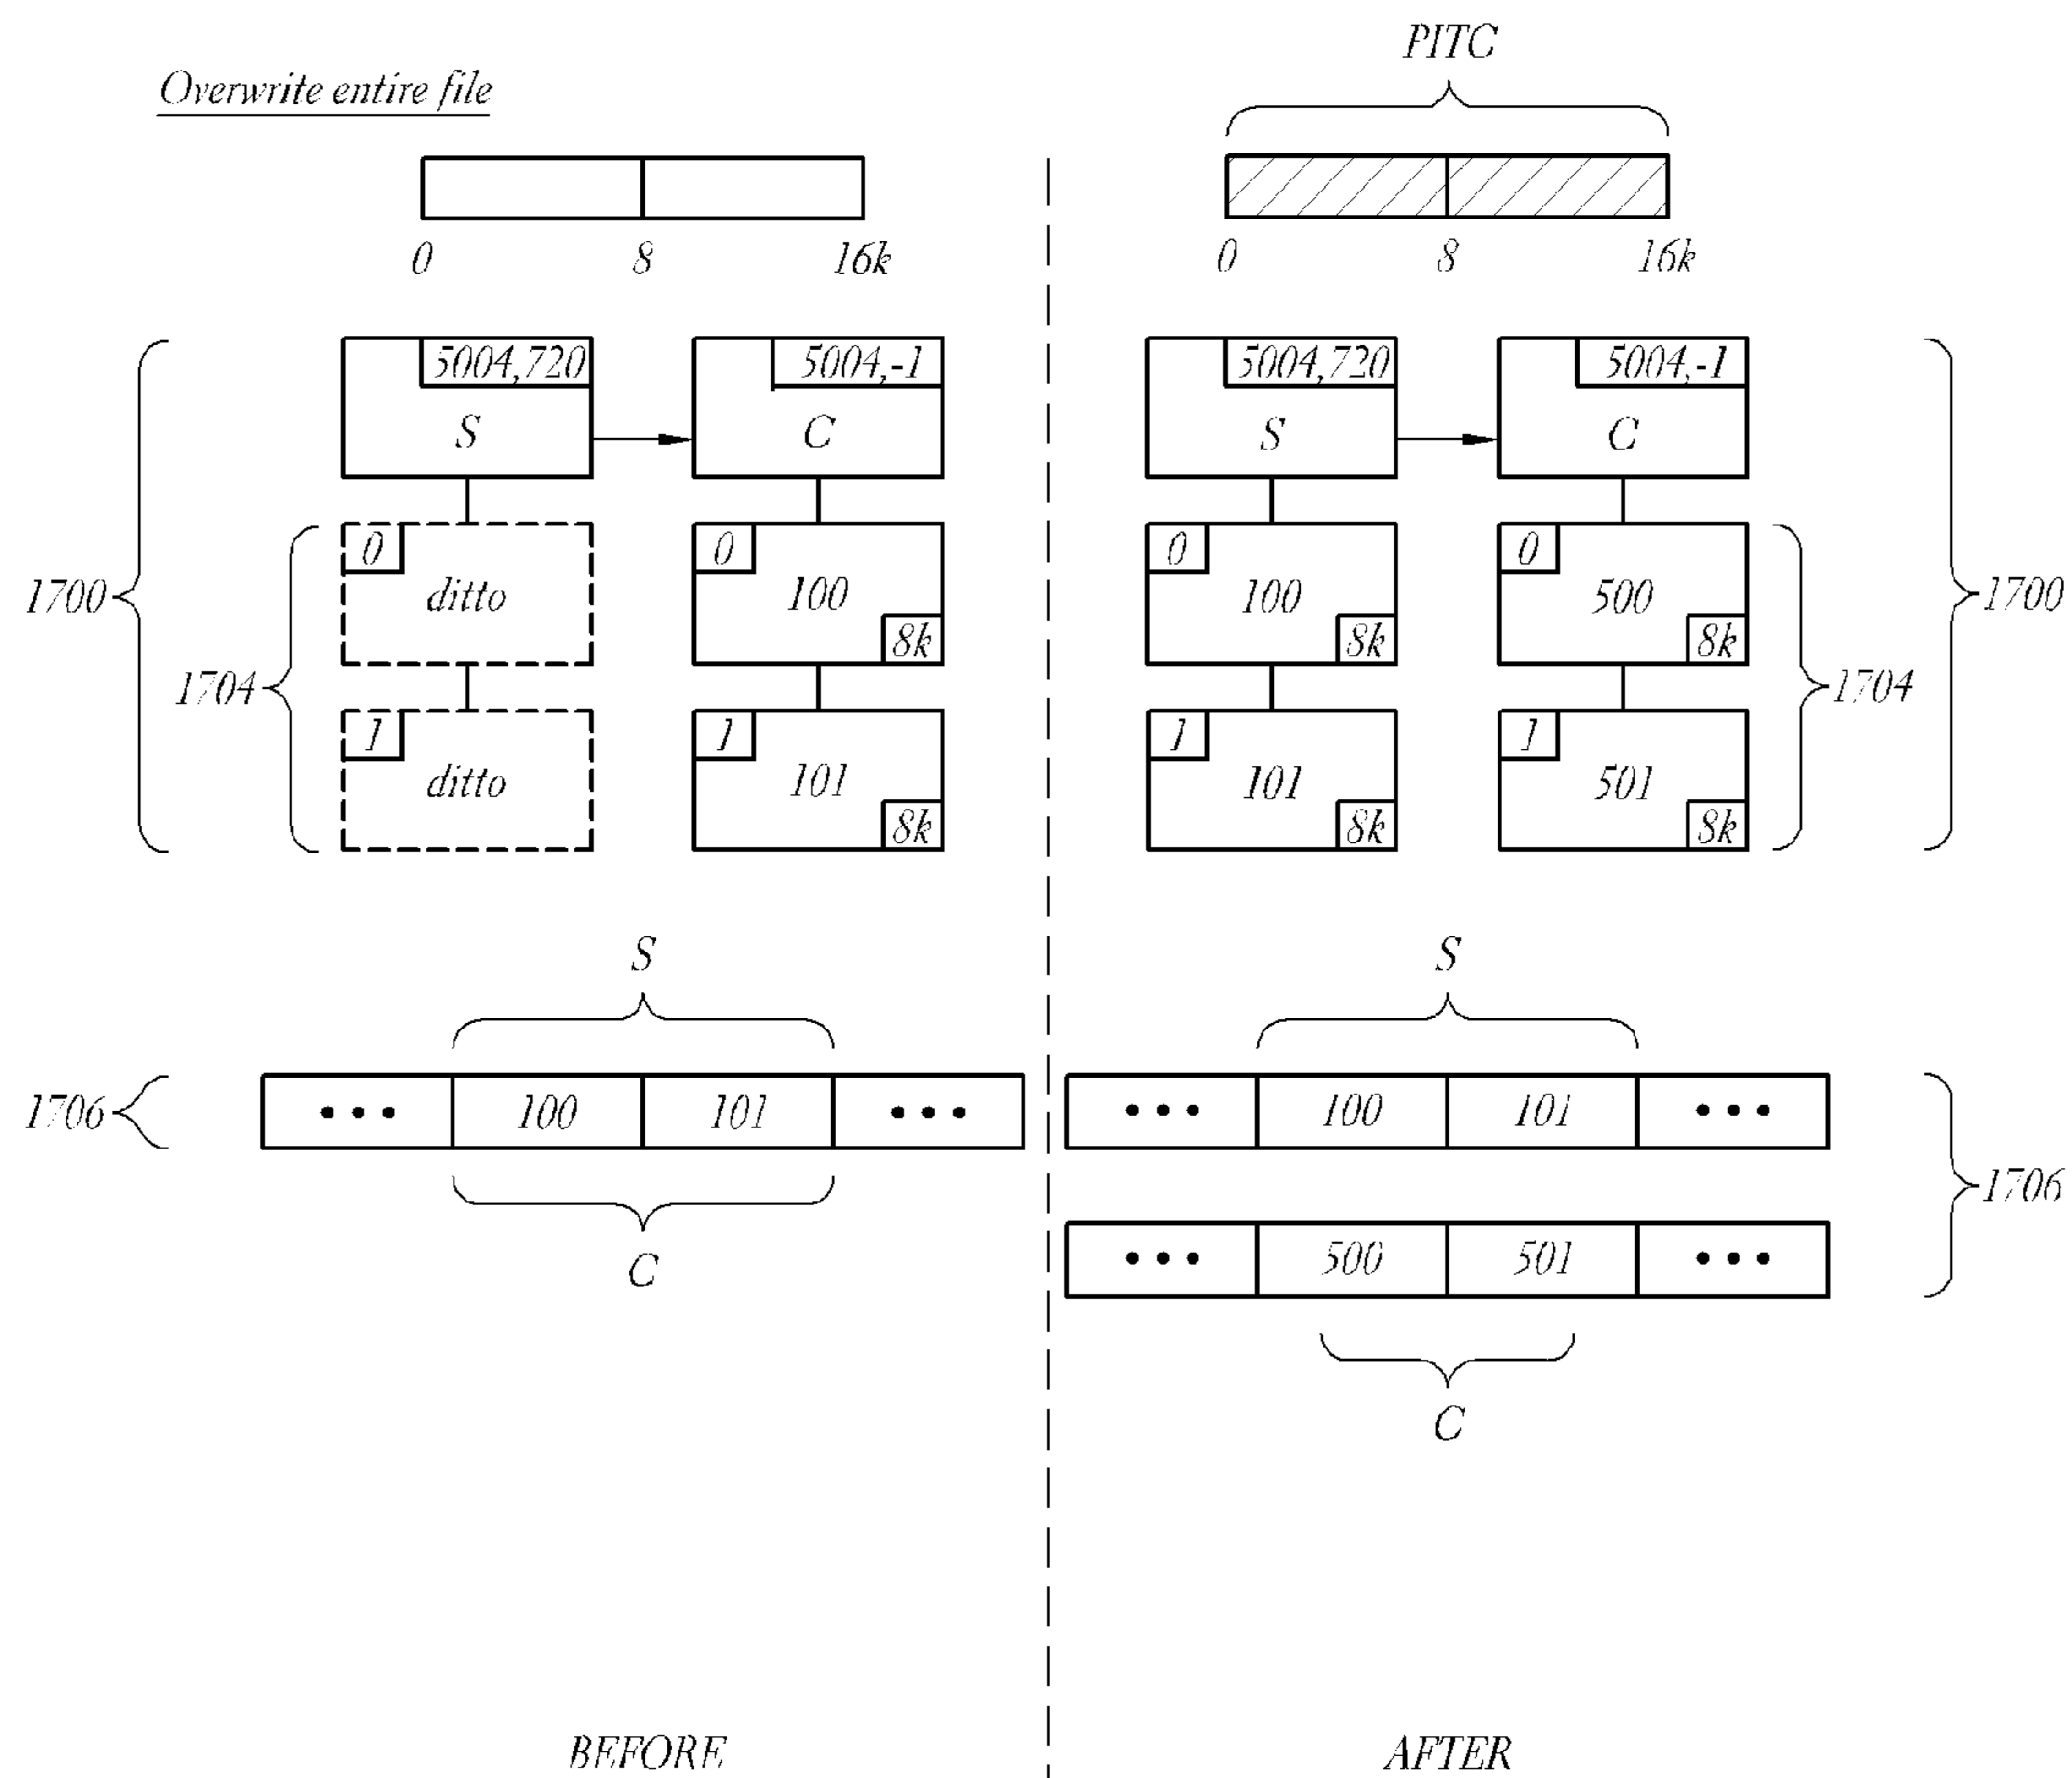 Overwrite entire file
0 8 16k
1700
5004,720
S
5004,-1
C
1704
0
ditto
0
100
8k
1
ditto
1
101
8k
S
1706
... 100 101 ...
C
BEFORE
PITC
0 8 16k
5004,720
S
5004,-1
C
1700
0
100
8k
0
500
8k
1704
1
101
8k
1
501
8k
S
... 100 101 ...
1706
... 500 501 ...
C
AFTER